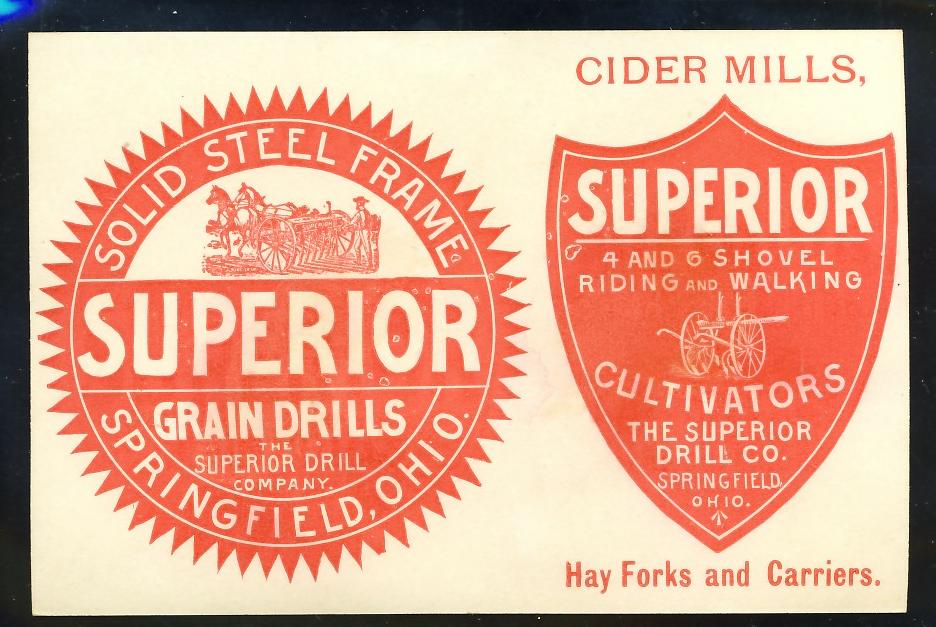 SOLID STEEL FRAME
SUPERIOR
GRAIN DRILLS
THE
SUPERIOR DRILL
COMPANY.
SPRINGFIELD, OHIO.
CIDER MILLS,
SUPERIOR
4 AND 6 SHOVEL
RIDING AND WALKING
CULTIVATORS
THE SUPERIOR
DRILL CO.
SPRINGFIELD,
OHIO.
Hay Forks and Carriers.